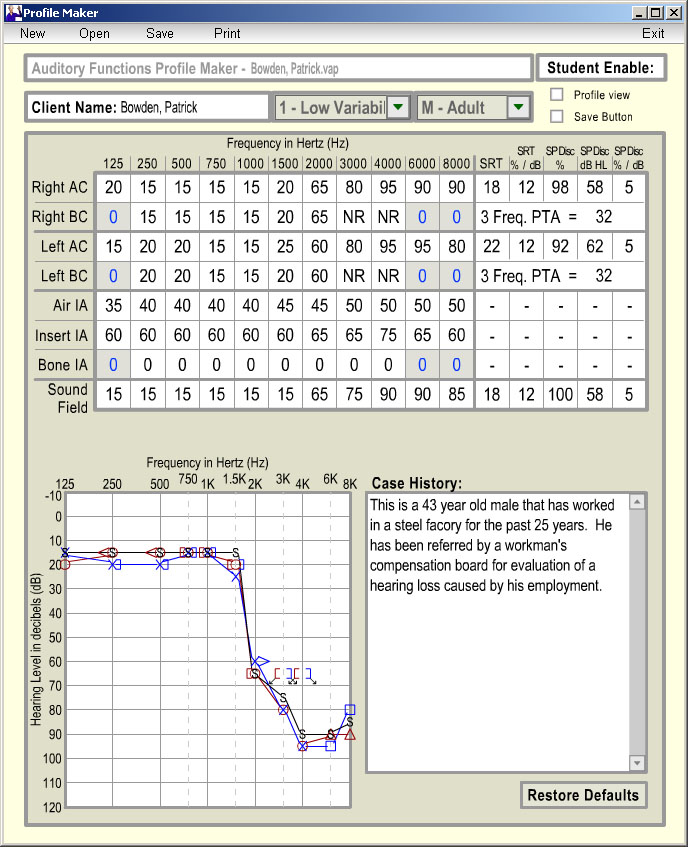 Profile Maker
New Open Save Print Exit
Auditory Functions Profile Maker - Bowden, Patrick.vap
Student Enable:
Client Name: Bowden, Patrick
1 - Low Variabil
M - Adult
Profile view
Save Button
Frequency in Hertz (Hz)
125 250 500 750 1000 1500 2000 3000 4000 6000 8000 SRT SRT % / dB SPDisc % SPDisc dB HL SPDisc % / dB
Right AC 20 15 15 15 15 20 65 80 95 90 90 18 12 98 58 5
Right BC 0 15 15 15 15 20 65 NR NR 0 0 3 Freq. PTA = 32
Left AC 15 20 20 15 15 25 60 80 95 95 80 22 12 92 62 5
Left BC 0 20 20 15 15 20 60 NR NR 0 0 3 Freq. PTA = 32
Air IA 35 40 40 40 40 45 45 50 50 50 50 - - - - -
Insert IA 60 60 60 60 60 60 65 65 75 65 60 - - - - -
Bone IA 0 0 0 0 0 0 0 0 0 0 0 - - - - -
Sound Field 15 15 15 15 15 15 65 75 90 90 85 18 12 100 58 5
Frequency in Hertz (Hz)
125 250 500 750 1K 1.5K 2K 3K 4K 6K 8K
Hearing Level in decibels (dB)
-10
0
10
20
30
40
50
60
70
80
90
100
110
120
Case History:
This is a 43 year old male that has worked
in a steel facory for the past 25 years. He
has been referred by a workman's
compensation board for evaluation of a
hearing loss caused by his employment.
Restore Defaults